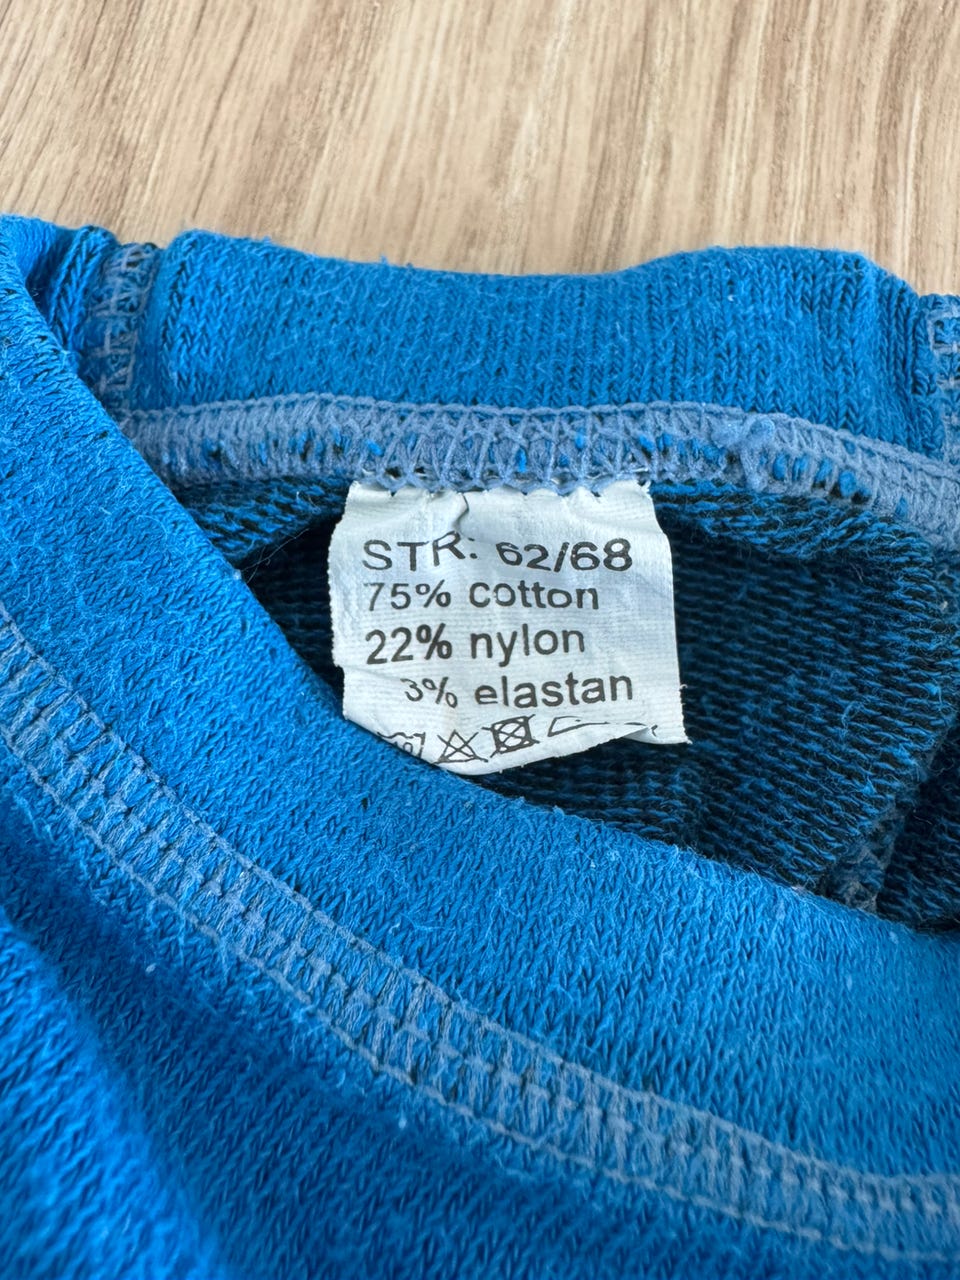 STR: 62/68
75% cotton
22% nylon
3% elastan